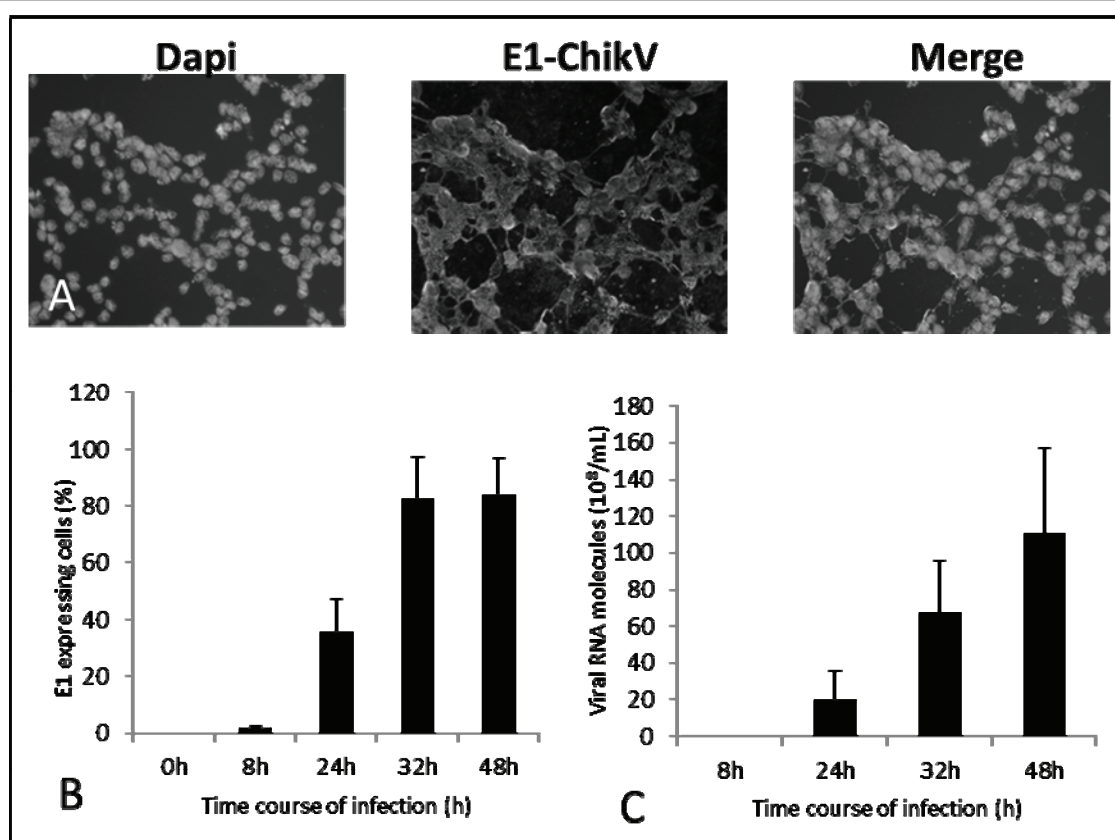 Dapi
E1-ChikV
Merge
A
120
100
80
60
40
20
0
E1 expressing cells (%)
0h 8h 24h 32h 48h
Time course of infection (h)
B
180
160
140
120
100
80
60
40
20
0
Viral RNA molecules (10⁸/mL)
8h 24h 32h 48h
Time course of infection (h)
C